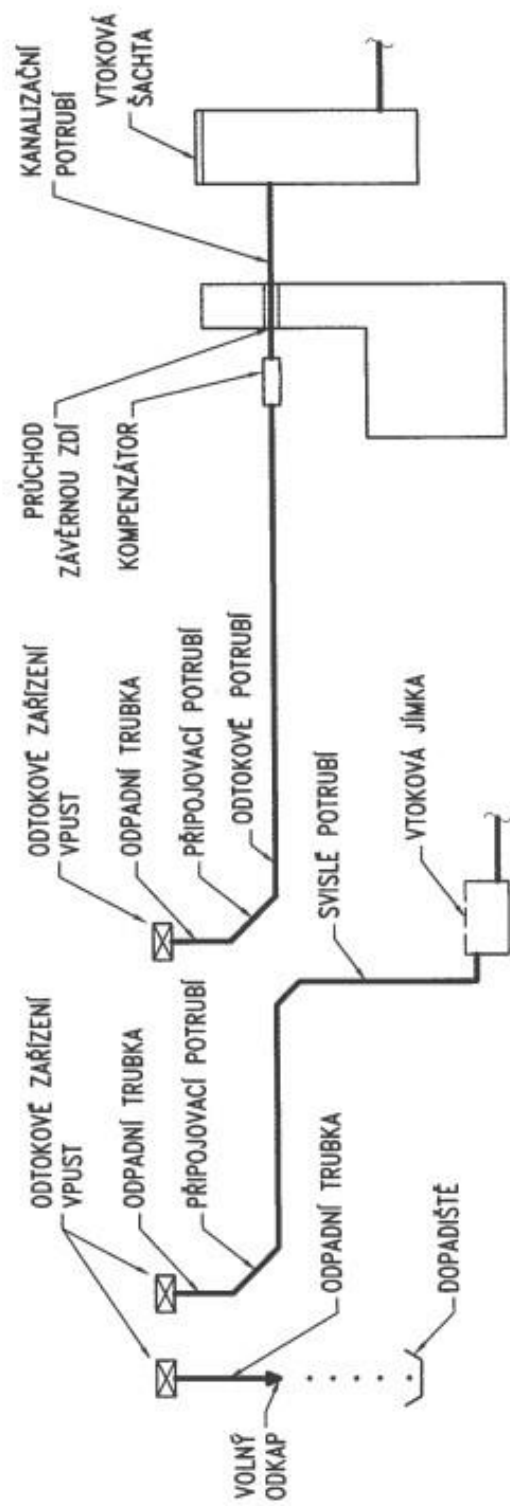 ODTOKOVÉ ZAŘÍZENÍ
VPUST
ODPADNÍ TRUBKA
PŘIPOJOVACÍ POTRUBÍ
VOLNÝ
ODKAP
ODPADNÍ TRUBKA
DOPADIŠTĚ
ODTOKOVÉ ZAŘÍZENÍ
VPUST
ODPADNÍ TRUBKA
PŘIPOJOVACÍ POTRUBÍ
ODTOKOVÉ POTRUBÍ
SVISLÉ POTRUBÍ
VTOKOVÁ JÍMKA
PRŮCHOD
ZÁVĚRNOU ZDÍ
KOMPENZÁTOR
KANALIZAČNÍ
POTRUBÍ
VTOKOVÁ
ŠACHTA